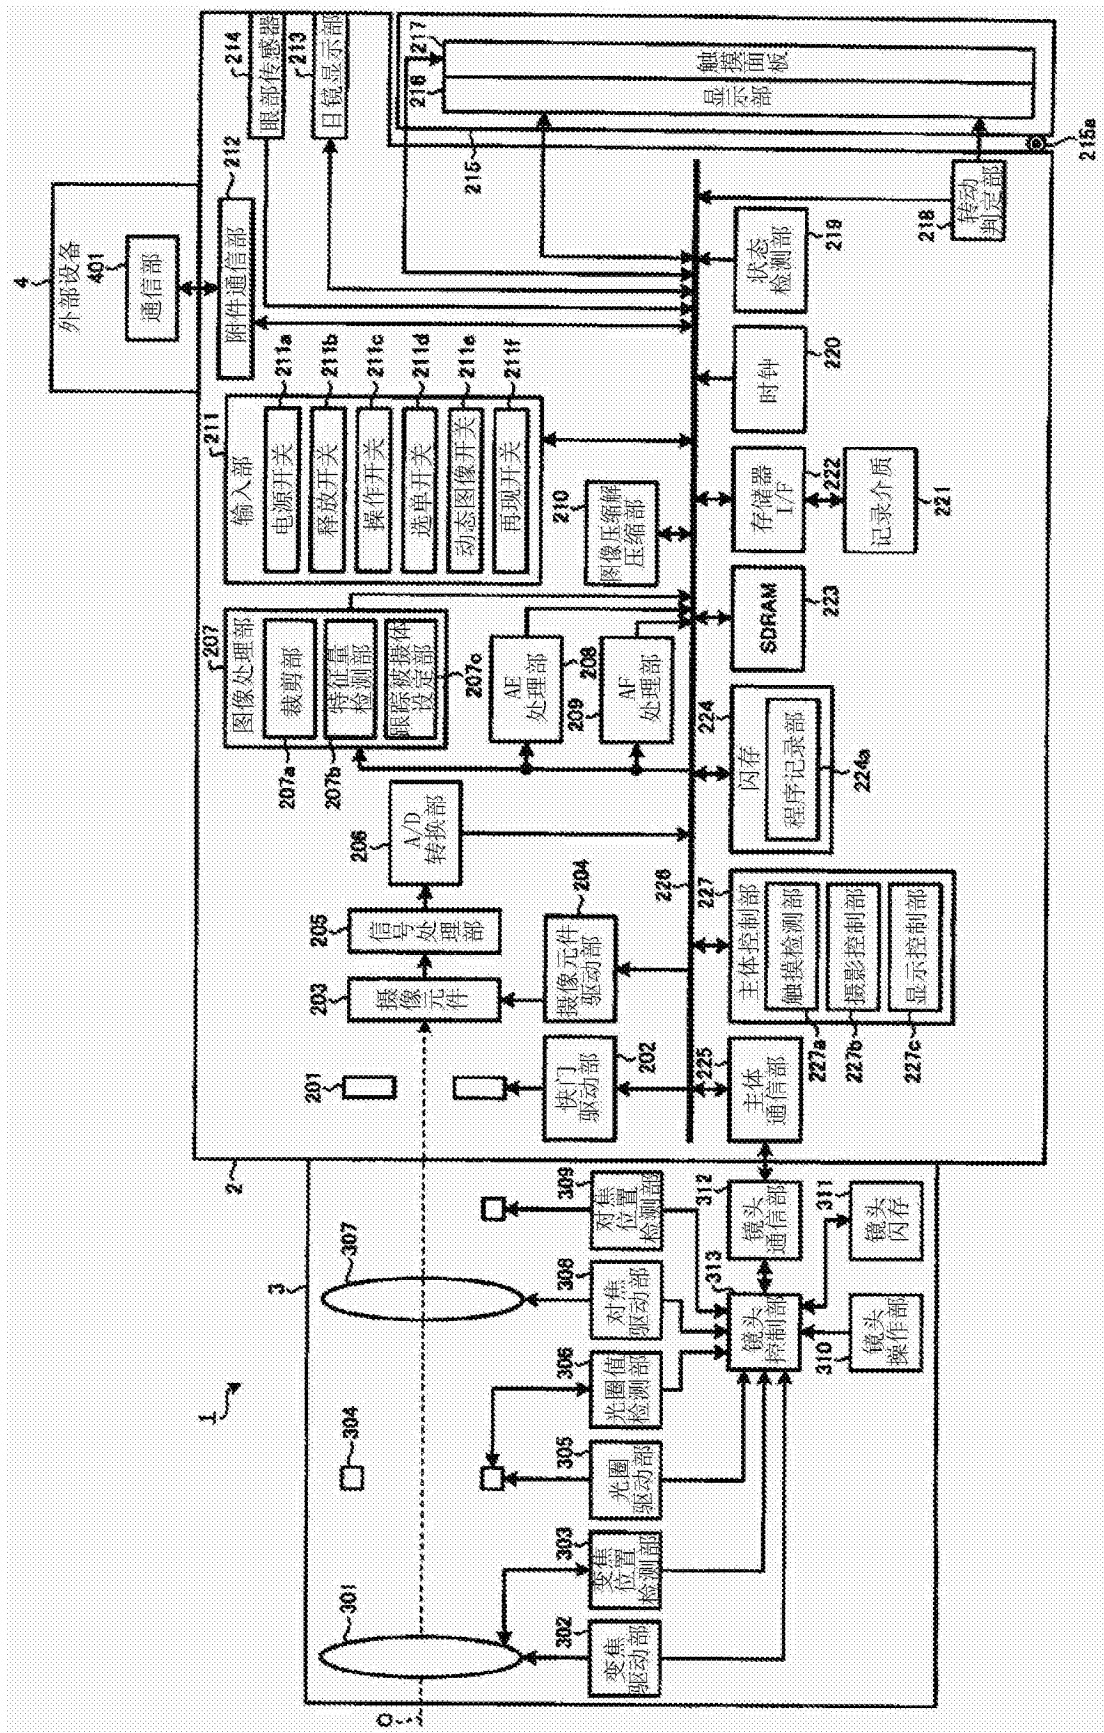 1
O
3
301
302
变焦
驱动部
303
变焦
位置
检测部
304
305
光圈
驱动部
306
光圈值
检测部
307
308
对焦
驱动部
309
对焦
位置
检测部
310
镜头
操作部
311
镜头
闪存
312
镜头
通信部
313
镜头
控制部
2
201
202
快门
驱动部
203
摄像
元件
204
摄像元件
驱动部
205
信号
处理部
206
A/D
转换部
207
图像处理部
裁剪部
207a
特征量
检测部
207b
跟踪被摄体
设定部
207c
AE
处理部
208
AF
处理部
209
210
图像压缩解
压缩部
211
输入部
电源开关
211a
释放开关
211b
操作开关
211c
选单开关
211d
动态图像开关
211e
再现开关
211f
4
外部设备
401
通信部
附件通信部
212
日镜显示部
213
眼部传感器
214
215
215a
216
显示部
217
触摸面板
218
转动
判定部
219
状态
检测部
220
时钟
221
记录介质
222
存储器
I/F
223
SDRAM
224
闪存
程序记录部
224a
225
主体
通信部
226
227
主体控制部
触摸检测部
227a
摄影控制部
227b
显示控制部
227c